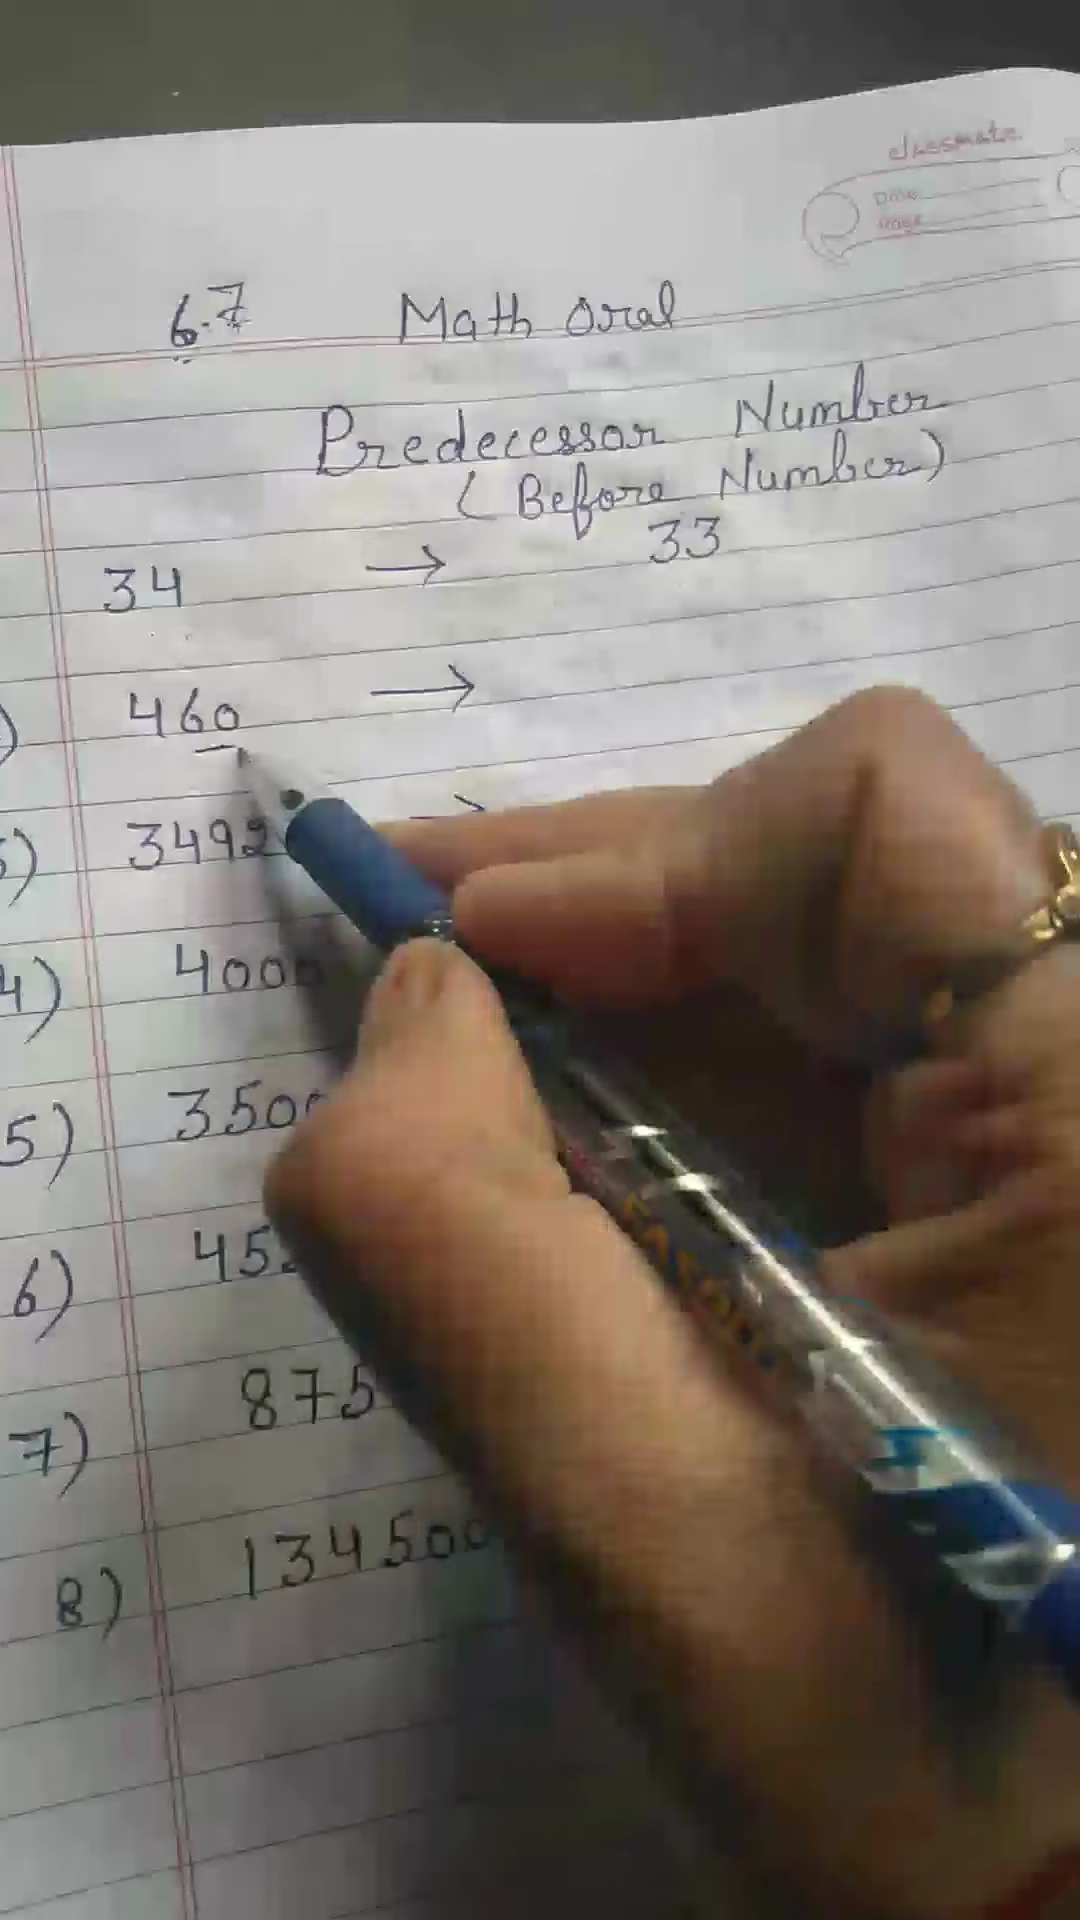 classmate
Date
Page
6.7 Math Oral
Predecessor Number
(Before Number)
34 → 33
) 460 →
3) 3492 →
4) 4000
5) 3500
6) 45
7) 875
8) 134500
FASON